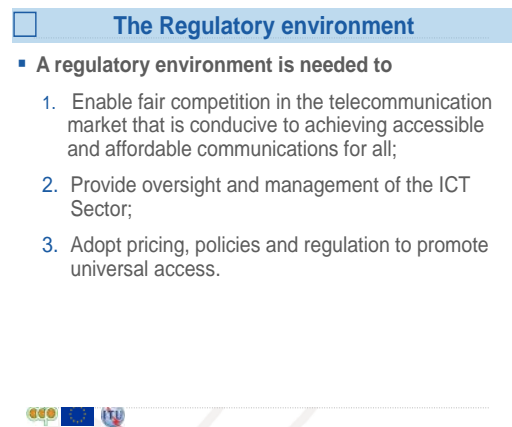 The Regulatory environment
▪ A regulatory environment is needed to
1. Enable fair competition in the telecommunication
market that is conducive to achieving accessible
and affordable communications for all;
2. Provide oversight and management of the ICT
Sector;
3. Adopt pricing, policies and regulation to promote
universal access.
ITU